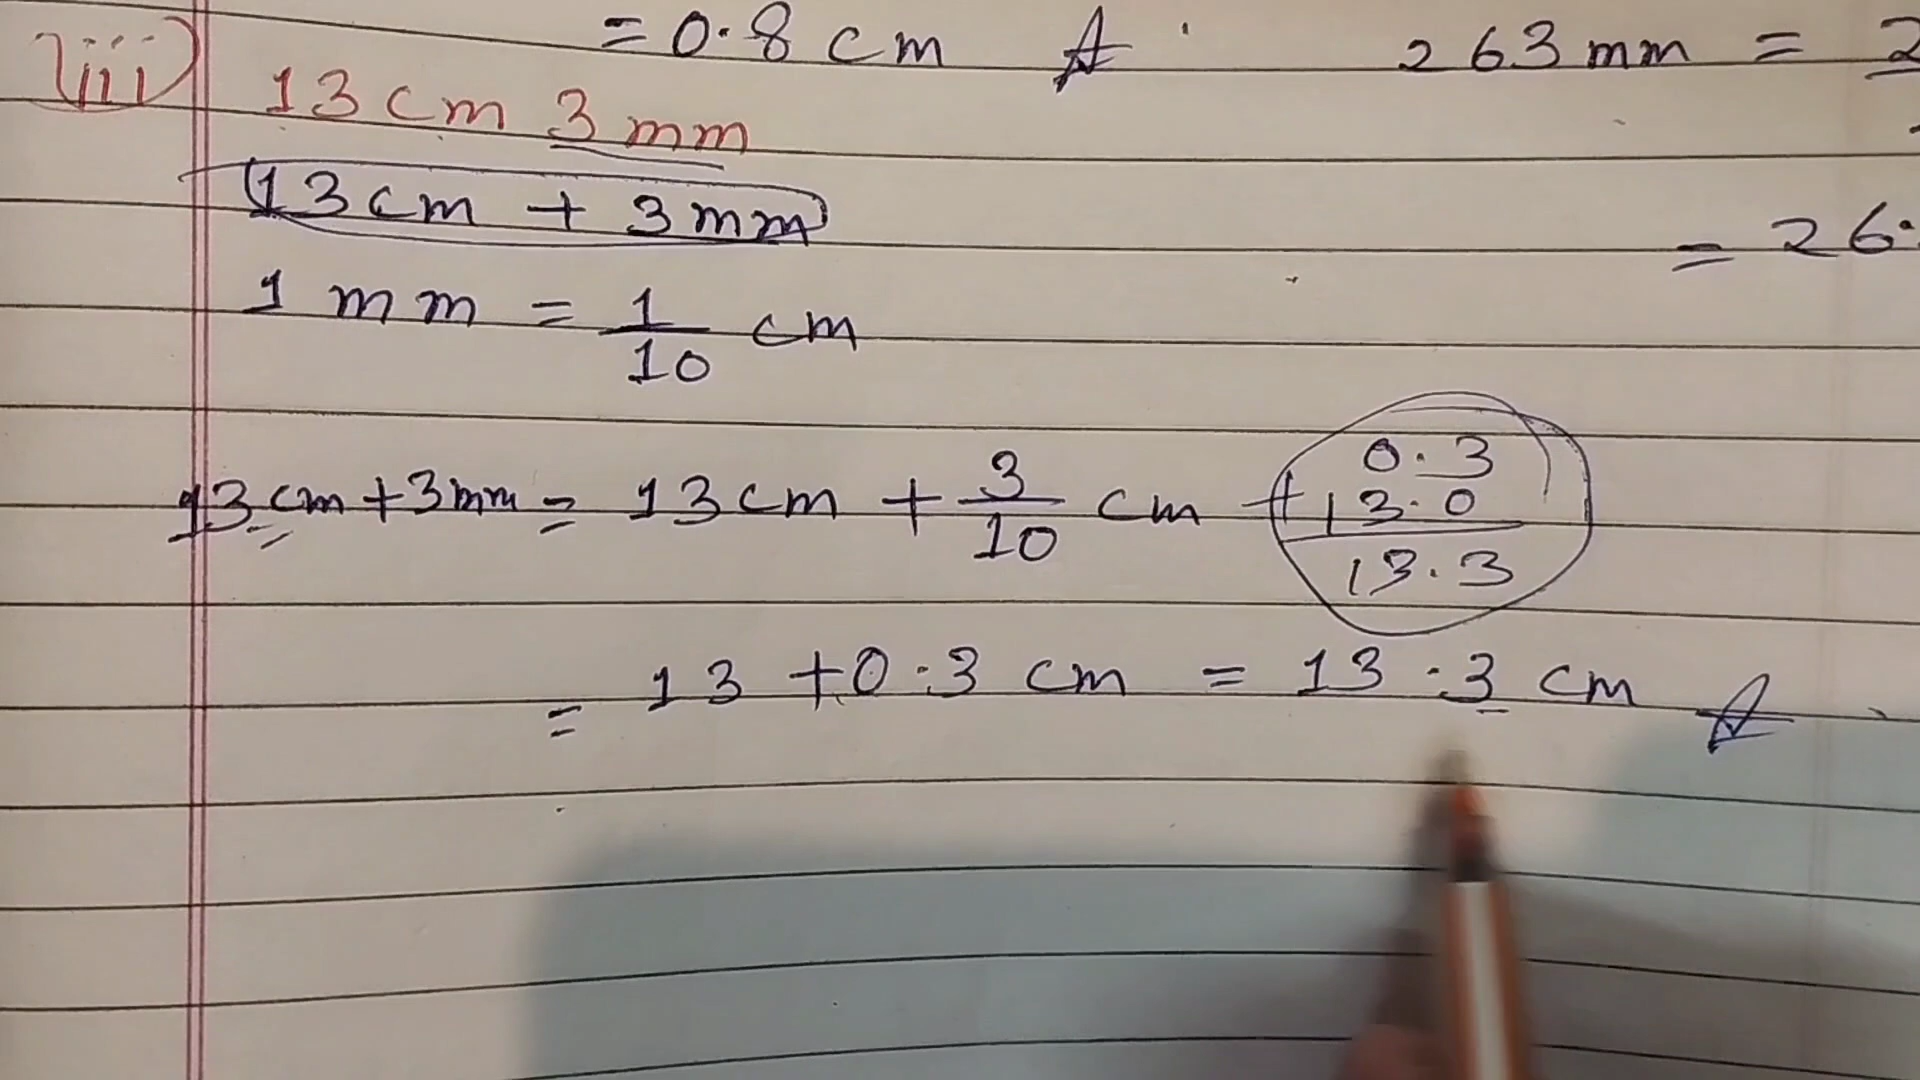 = 0.8 cm A
263 mm = 2
= 26.
iii) 13 cm 3 mm
13 cm + 3 mm
1 mm = 1/10 cm
13 cm + 3 mm = 13 cm + 3/10 cm
0.3
+ 13.0
13.3
= 13 + 0.3 cm = 13.3 cm A